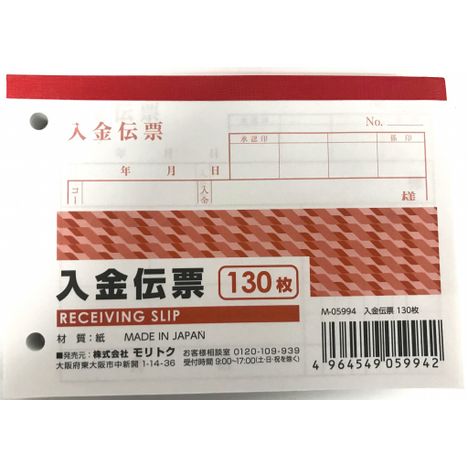 入金伝票
No.
承認印
係印
年 月 日
コー
入金
様
入金伝票 130枚
RECEIVING SLIP
M-05994 入金伝票 130枚
材 質:紙 MADE IN JAPAN
■発売元:株式会社 モリトク お客様相談室 0120-109-939
大阪府東大阪市中新開 1-14-36 受付時間 9:00~17:00(土・日・祝を除く)
4 964549 059942